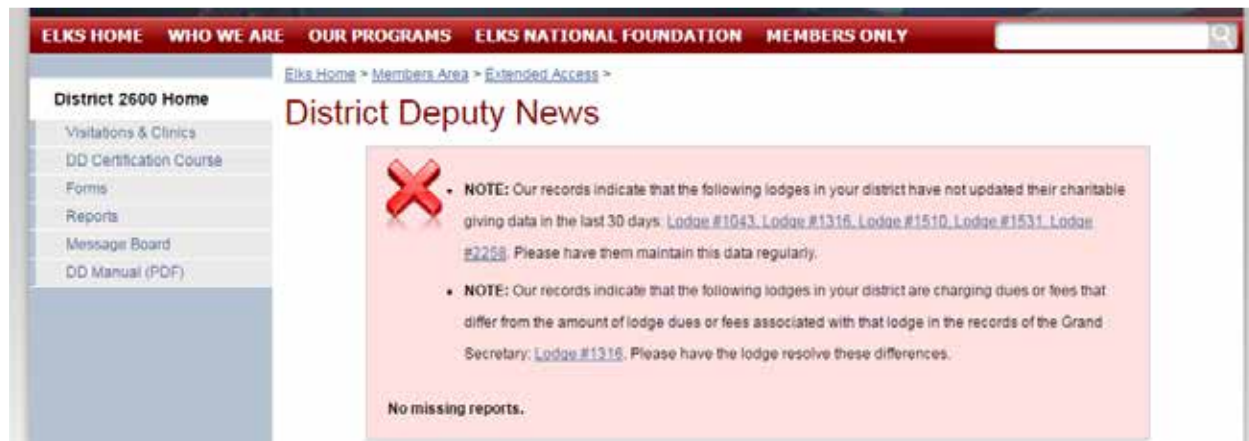 ELKS HOME WHO WE ARE OUR PROGRAMS ELKS NATIONAL FOUNDATION MEMBERS ONLY
Elks Home > Members Area > Extended Access >
District 2600 Home
Visitations & Clinics
DD Certification Course
Forms
Reports
Message Board
DD Manual (PDF)
District Deputy News
• NOTE: Our records indicate that the following lodges in your district have not updated their charitable
giving data in the last 30 days: Lodge #1043, Lodge #1316, Lodge #1510, Lodge #1531, Lodge
#2258. Please have them maintain this data regularly.
• NOTE: Our records indicate that the following lodges in your district are charging dues or fees that
differ from the amount of lodge dues or fees associated with that lodge in the records of the Grand
Secretary: Lodge #1316. Please have the lodge resolve these differences.
No missing reports.